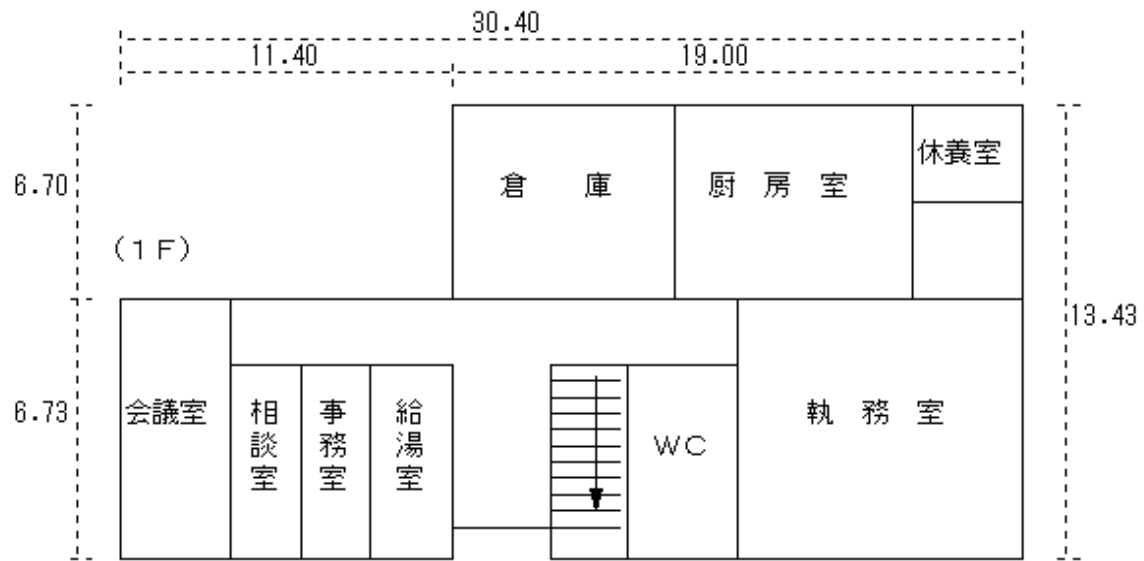 30.40
11.40
19.00
6.70
倉庫
厨房室
休養室
(1F)
13.43
6.73
会議室
相談室
事務室
給湯室
WC
執務室